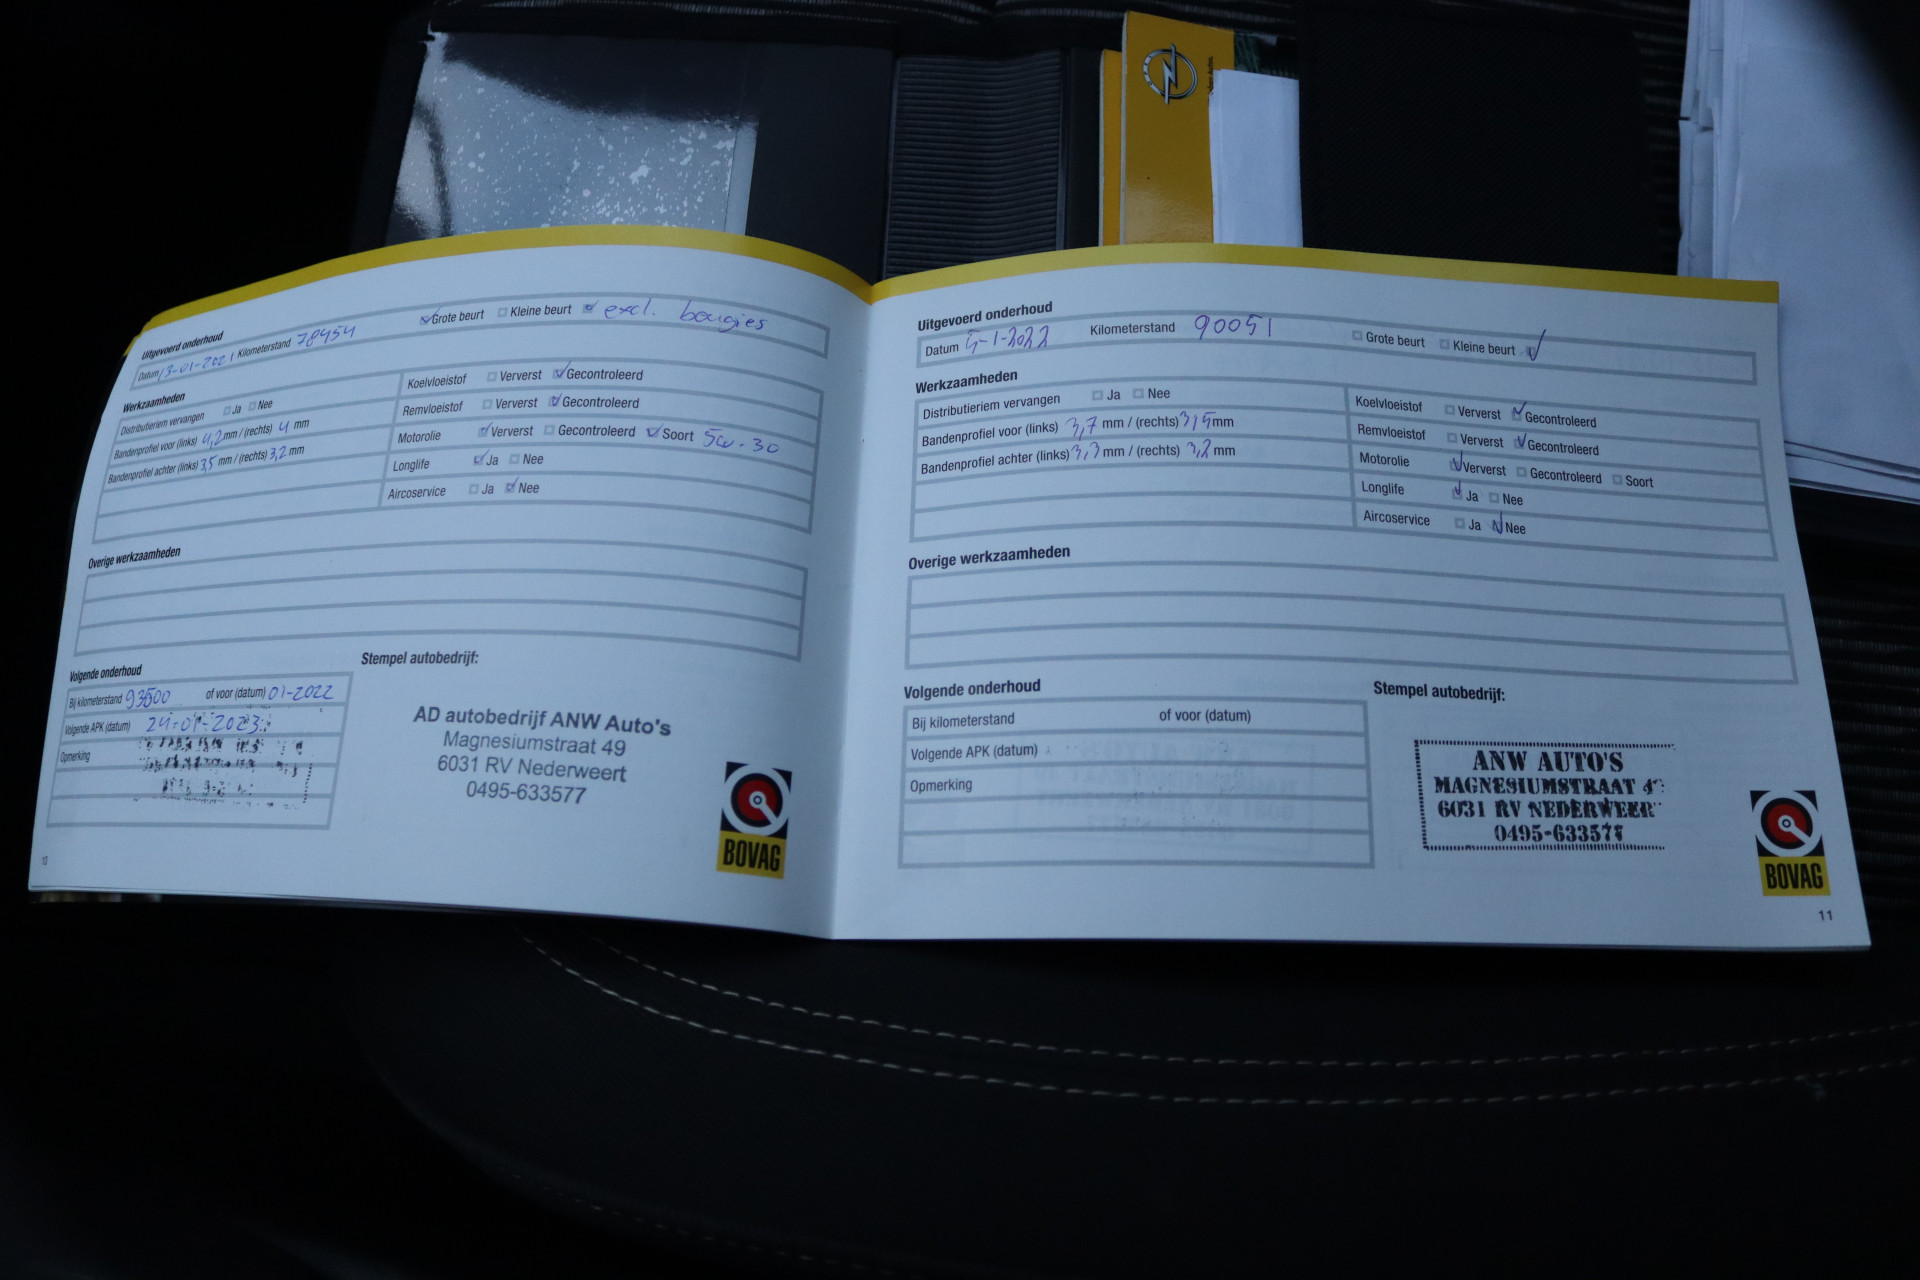 Uitgevoerd onderhoud
Datum 13-01-2021 Kilometerstand 78454 Grote beurt Kleine beurt excl. bougies
Werkzaamheden
Distributieriem vervangen Ja Nee
Bandenprofiel voor (links) 4,2 mm / (rechts) 4 mm
Bandenprofiel achter (links) 3,5 mm / (rechts) 3,2 mm
Koelvloeistof Ververst Gecontroleerd
Remvloeistof Ververst Gecontroleerd
Motorolie Ververst Gecontroleerd Soort 5w-30
Longlife Ja Nee
Aircoservice Ja Nee
Overige werkzaamheden
Volgende onderhoud
Bij kilometerstand 93500 of voor (datum) 01-2022
Volgende APK (datum) 24-01-2023
Opmerking
Stempel autobedrijf:
AD autobedrijf ANW Auto's
Magnesiumstraat 49
6031 RV Nederweert
0495-633577
BOVAG
10
Uitgevoerd onderhoud
Datum 5-1-2022 Kilometerstand 90051 Grote beurt Kleine beurt
Werkzaamheden
Distributieriem vervangen Ja Nee
Bandenprofiel voor (links) 3,7 mm / (rechts) 3,5 mm
Bandenprofiel achter (links) 3,3 mm / (rechts) 3,2 mm
Koelvloeistof Ververst Gecontroleerd
Remvloeistof Ververst Gecontroleerd
Motorolie Ververst Gecontroleerd Soort
Longlife Ja Nee
Aircoservice Ja Nee
Overige werkzaamheden
Volgende onderhoud
Bij kilometerstand of voor (datum)
Volgende APK (datum)
Opmerking
Stempel autobedrijf:
ANW AUTO'S
MAGNESIUMSTRAAT 4
6031 RV NEDERWEER
0495-633577
BOVAG
11